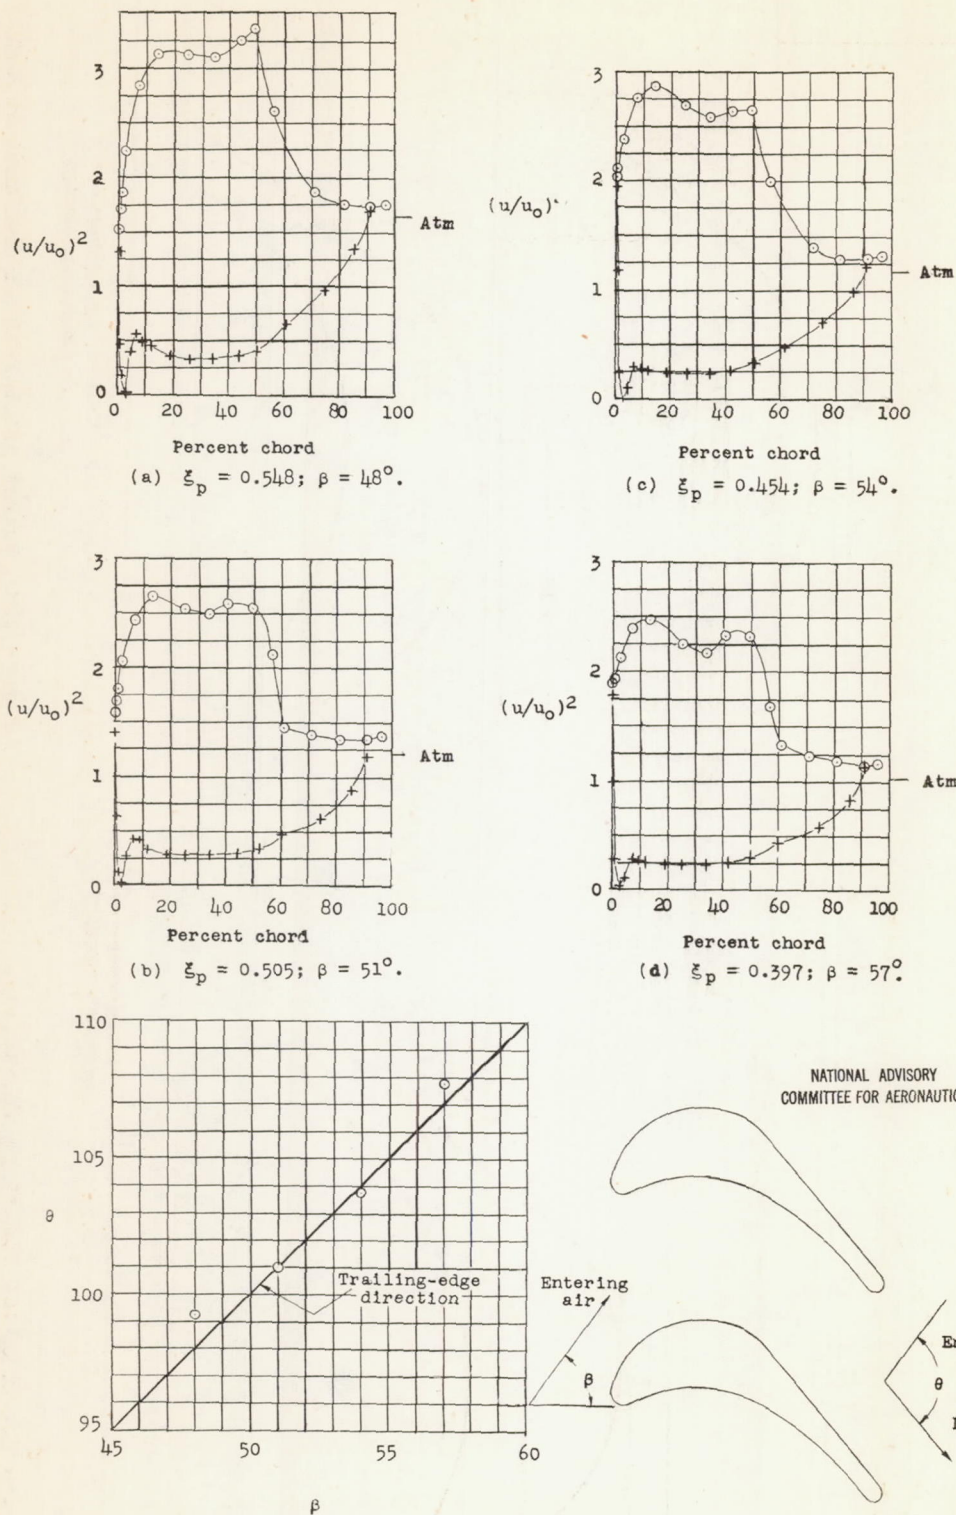 3
2
(u/u₀)²
Atm
1
0
0 20 40 60 80 100
Percent chord
(a) ξₚ = 0.548; β = 48°.
3
2
(u/u₀)
Atm
1
0
0 20 40 60 80 100
Percent chord
(c) ξₚ = 0.454; β = 54°.
3
2
(u/u₀)²
Atm
1
0
0 20 40 60 80 100
Percent chord
(b) ξₚ = 0.505; β = 51°.
3
2
(u/u₀)²
Atm
1
0
0 20 40 60 80 100
Percent chord
(d) ξₚ = 0.397; β = 57°.
110
105
θ
100
95
45 50 55 60
β
Trailing-edge
direction
NATIONAL ADVISORY
COMMITTEE FOR AERONAUTIC
Entering
air
β
θ